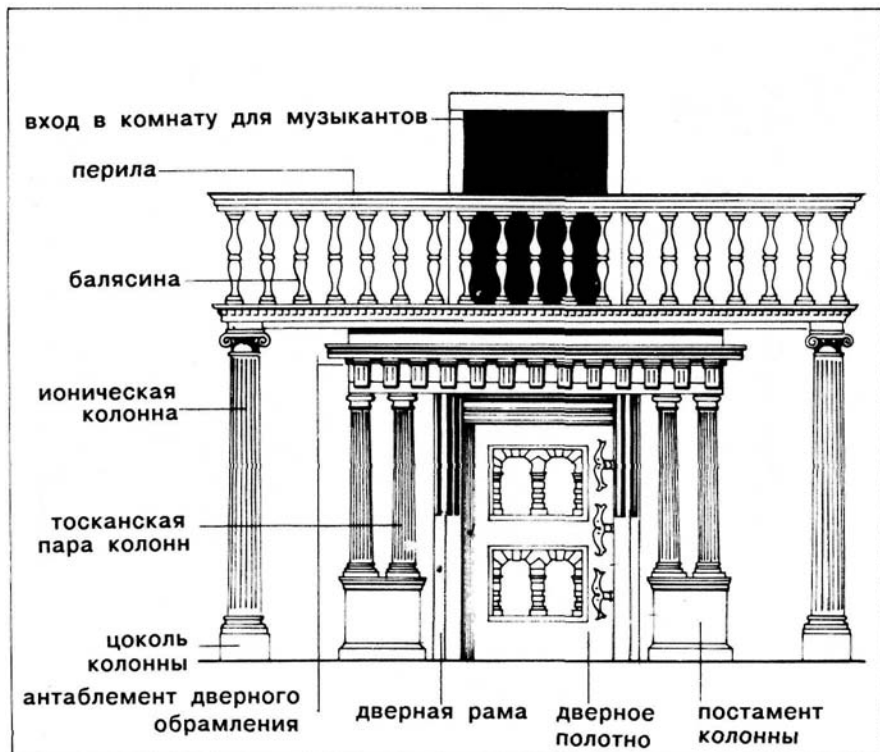 вход в комнату для музыкантов
перила
балясина
ионическая
колонна
тосканская
пара колонн
цоколь
колонны
антаблемент дверного
обрамления
дверная рама
дверное
полотно
постамент
колонны